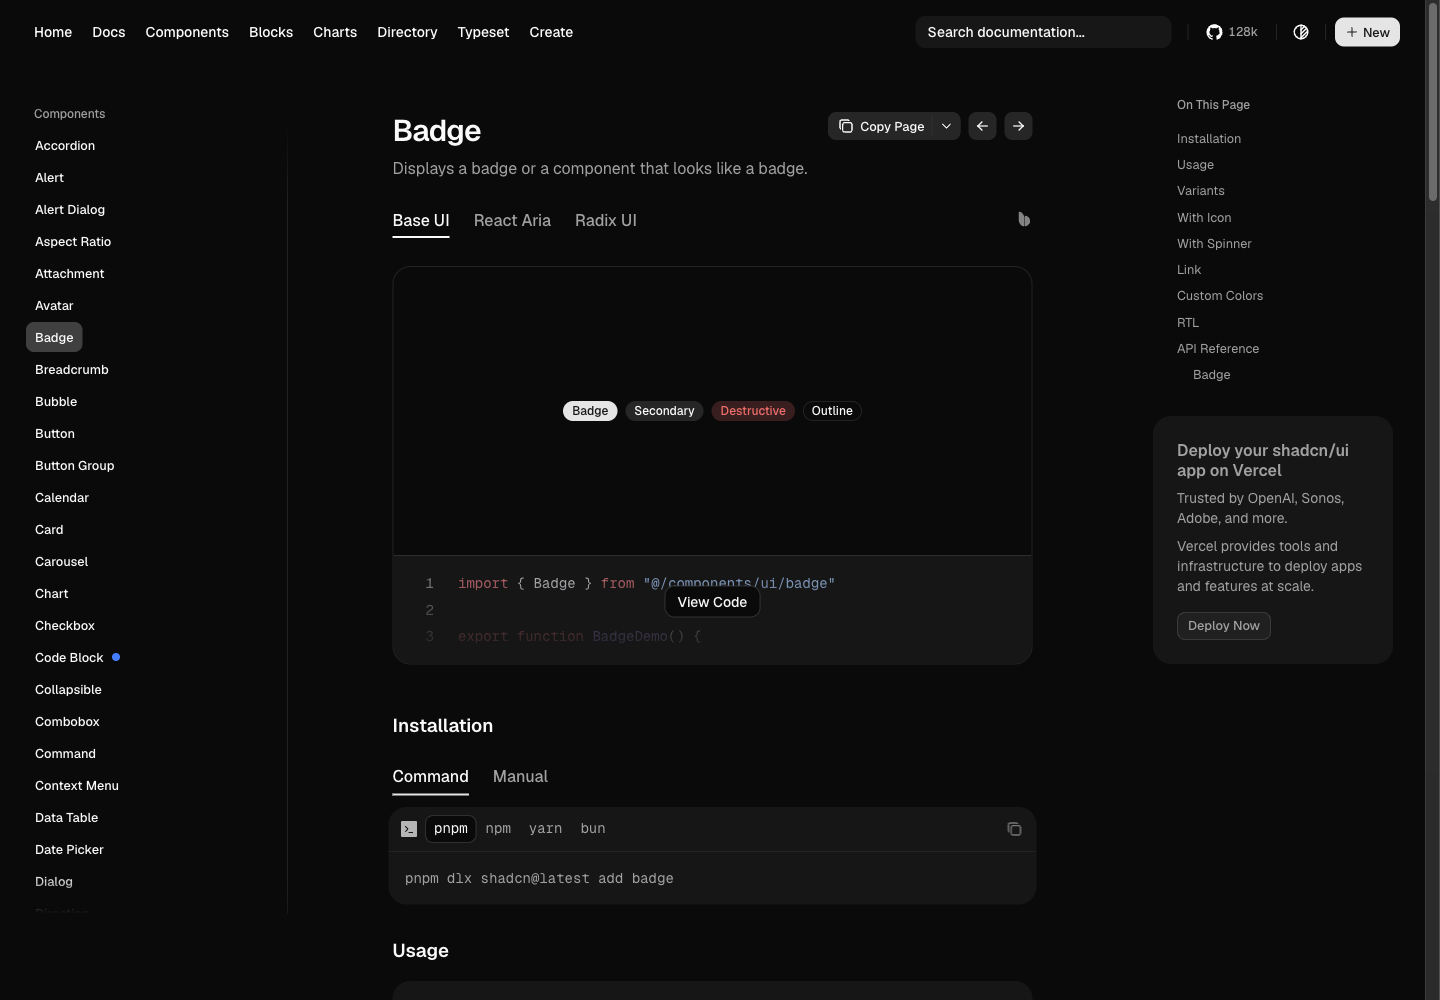 Home Docs Components Blocks Charts Directory Typeset Create
Search documentation...
128k
New
Components
Accordion
Alert
Alert Dialog
Aspect Ratio
Attachment
Avatar
Badge
Breadcrumb
Bubble
Button
Button Group
Calendar
Card
Carousel
Chart
Checkbox
Code Block
Collapsible
Combobox
Command
Context Menu
Data Table
Date Picker
Dialog
Badge
Copy Page
Displays a badge or a component that looks like a badge.
Base UI React Aria Radix UI
Badge Secondary Destructive Outline
1 import { Badge } from "@/components/ui/badge"
View Code
2
3 export function BadgeDemo() {
Installation
Command Manual
pnpm npm yarn bun
pnpm dlx shadcn@latest add badge
Usage
On This Page
Installation
Usage
Variants
With Icon
With Spinner
Link
Custom Colors
RTL
API Reference
Badge
Deploy your shadcn/ui
app on Vercel
Trusted by OpenAI, Sonos,
Adobe, and more.
Vercel provides tools and
infrastructure to deploy apps
and features at scale.
Deploy Now